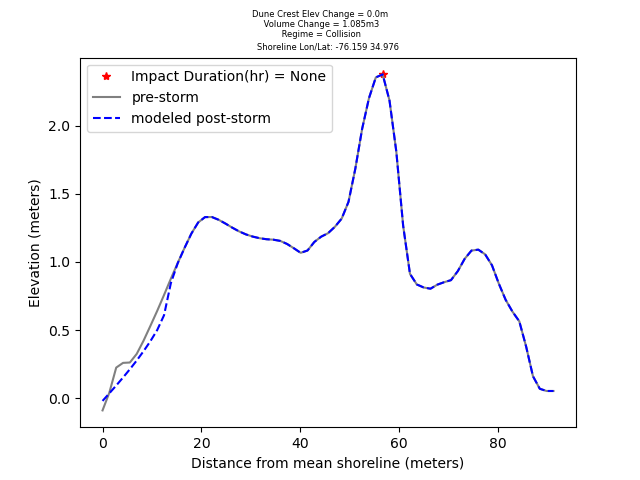 Dune Crest Elev Change = 0.0m
Volume Change = 1.085m3
Regime = Collision
Shoreline Lon/Lat: -76.159 34.976
Impact Duration(hr) = None
pre-storm
modeled post-storm
Elevation (meters)
2.0
1.5
1.0
0.5
0.0
0 20 40 60 80
Distance from mean shoreline (meters)